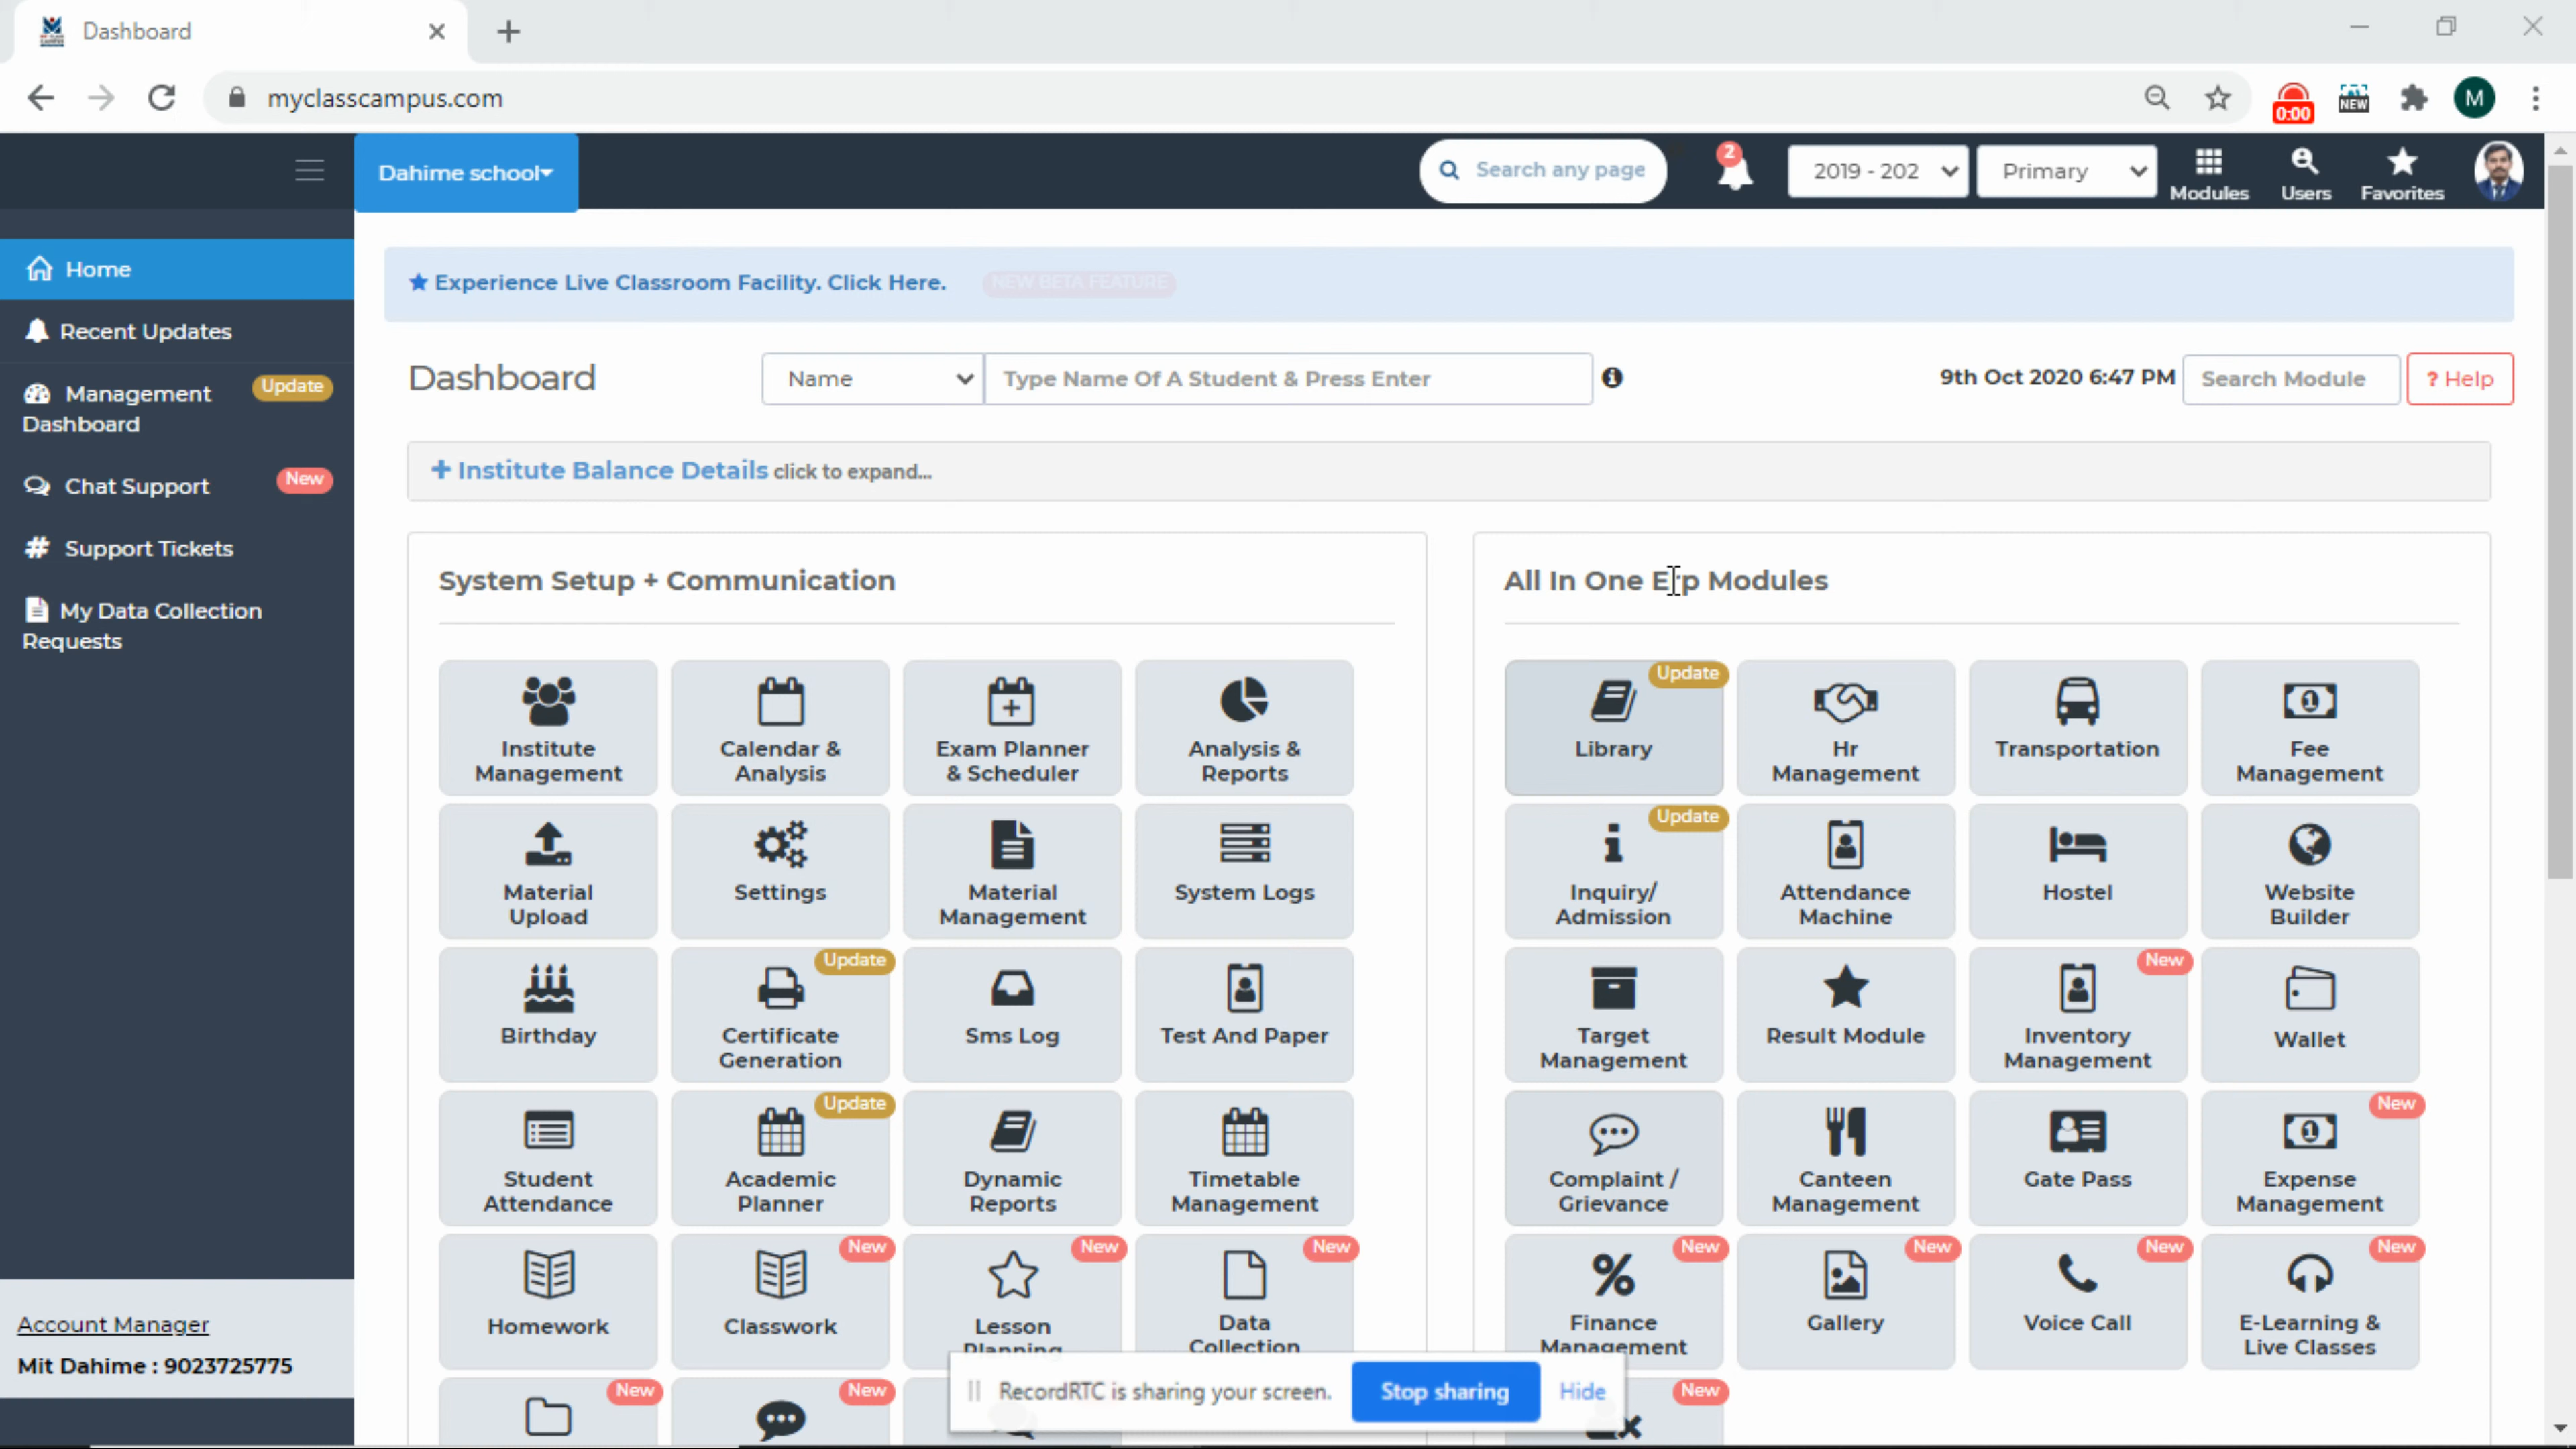 Dashboard
myclasscampus.com
0:00
NEW
M
Dahime school
Search any page
2
2019 - 202
Primary
Modules
Users
Favorites
Home
Recent Updates
Management
Dashboard
Update
Chat Support
New
Support Tickets
My Data Collection
Requests
Account Manager
Mit Dahime : 9023725775
Experience Live Classroom Facility. Click Here.
NEW BETA FEATURE
Dashboard
Name
Type Name Of A Student & Press Enter
9th Oct 2020 6:47 PM
Search Module
? Help
+ Institute Balance Details click to expand...
System Setup + Communication
Institute
Management
Calendar &
Analysis
Exam Planner
& Scheduler
Analysis &
Reports
Material
Upload
Settings
Material
Management
System Logs
Birthday
Update
Certificate
Generation
Sms Log
Test And Paper
Student
Attendance
Update
Academic
Planner
Dynamic
Reports
Timetable
Management
Homework
New
Classwork
New
Lesson
Planning
New
Data
Collection
New
New
All In One Erp Modules
Update
Library
Hr
Management
Transportation
Fee
Management
Update
Inquiry/
Admission
Attendance
Machine
Hostel
Website
Builder
Target
Management
Result Module
New
Inventory
Management
Wallet
Complaint /
Grievance
Canteen
Management
Gate Pass
New
Expense
Management
New
Finance
Management
New
Gallery
New
Voice Call
New
E-Learning &
Live Classes
New
RecordRTC is sharing your screen.
Stop sharing
Hide